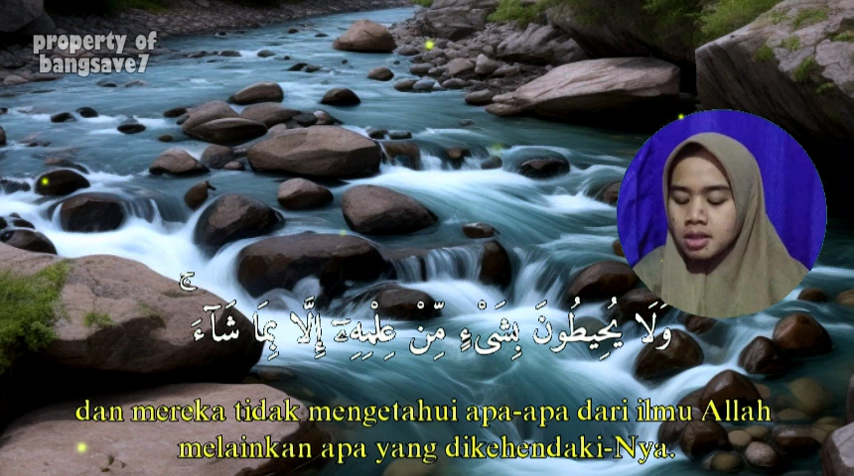 property of
bangsave7
وَلَا يُحِيطُونَ بِشَىْءٍ مِّنْ عِلْمِهِۦٓ إِلَّا بِمَا شَآءَ ۚ
dan mereka tidak mengetahui apa-apa dari ilmu Allah
melainkan apa yang dikehendaki-Nya.